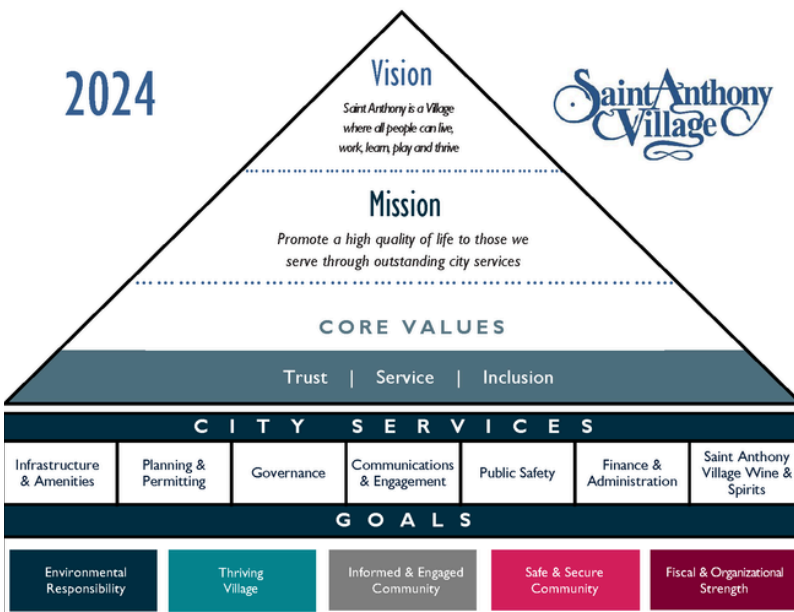 2024
Saint Anthony
Village
Vision
Saint Anthony is a Village
where all people can live,
work, learn, play and thrive
Mission
Promote a high quality of life to those we
serve through outstanding city services
CORE VALUES
Trust | Service | Inclusion
CITY SERVICES
Infrastructure
& Amenities
Planning &
Permitting
Governance
Communications
& Engagement
Public Safety
Finance &
Administration
Saint Anthony
Village Wine &
Spirits
GOALS
Environmental
Responsibility
Thriving
Village
Informed & Engaged
Community
Safe & Secure
Community
Fiscal & Organizational
Strength